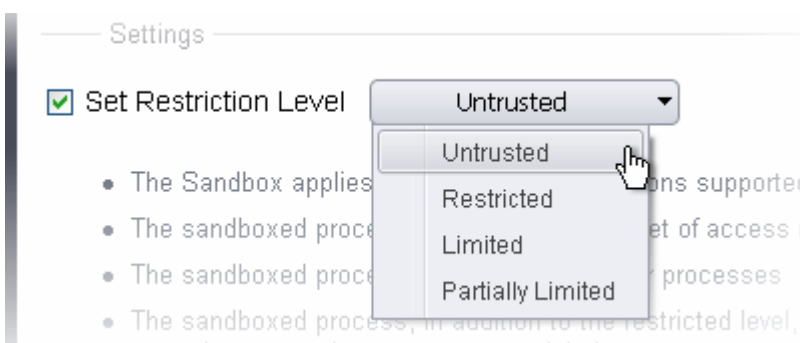 Settings
Set Restriction Level Untrusted
Untrusted
Restricted
Limited
Partially Limited
The Sandbox applies ons supported
The sandboxed proce et of access
The sandboxed proce r processes
The sandboxed process, in addition to the restricted level,